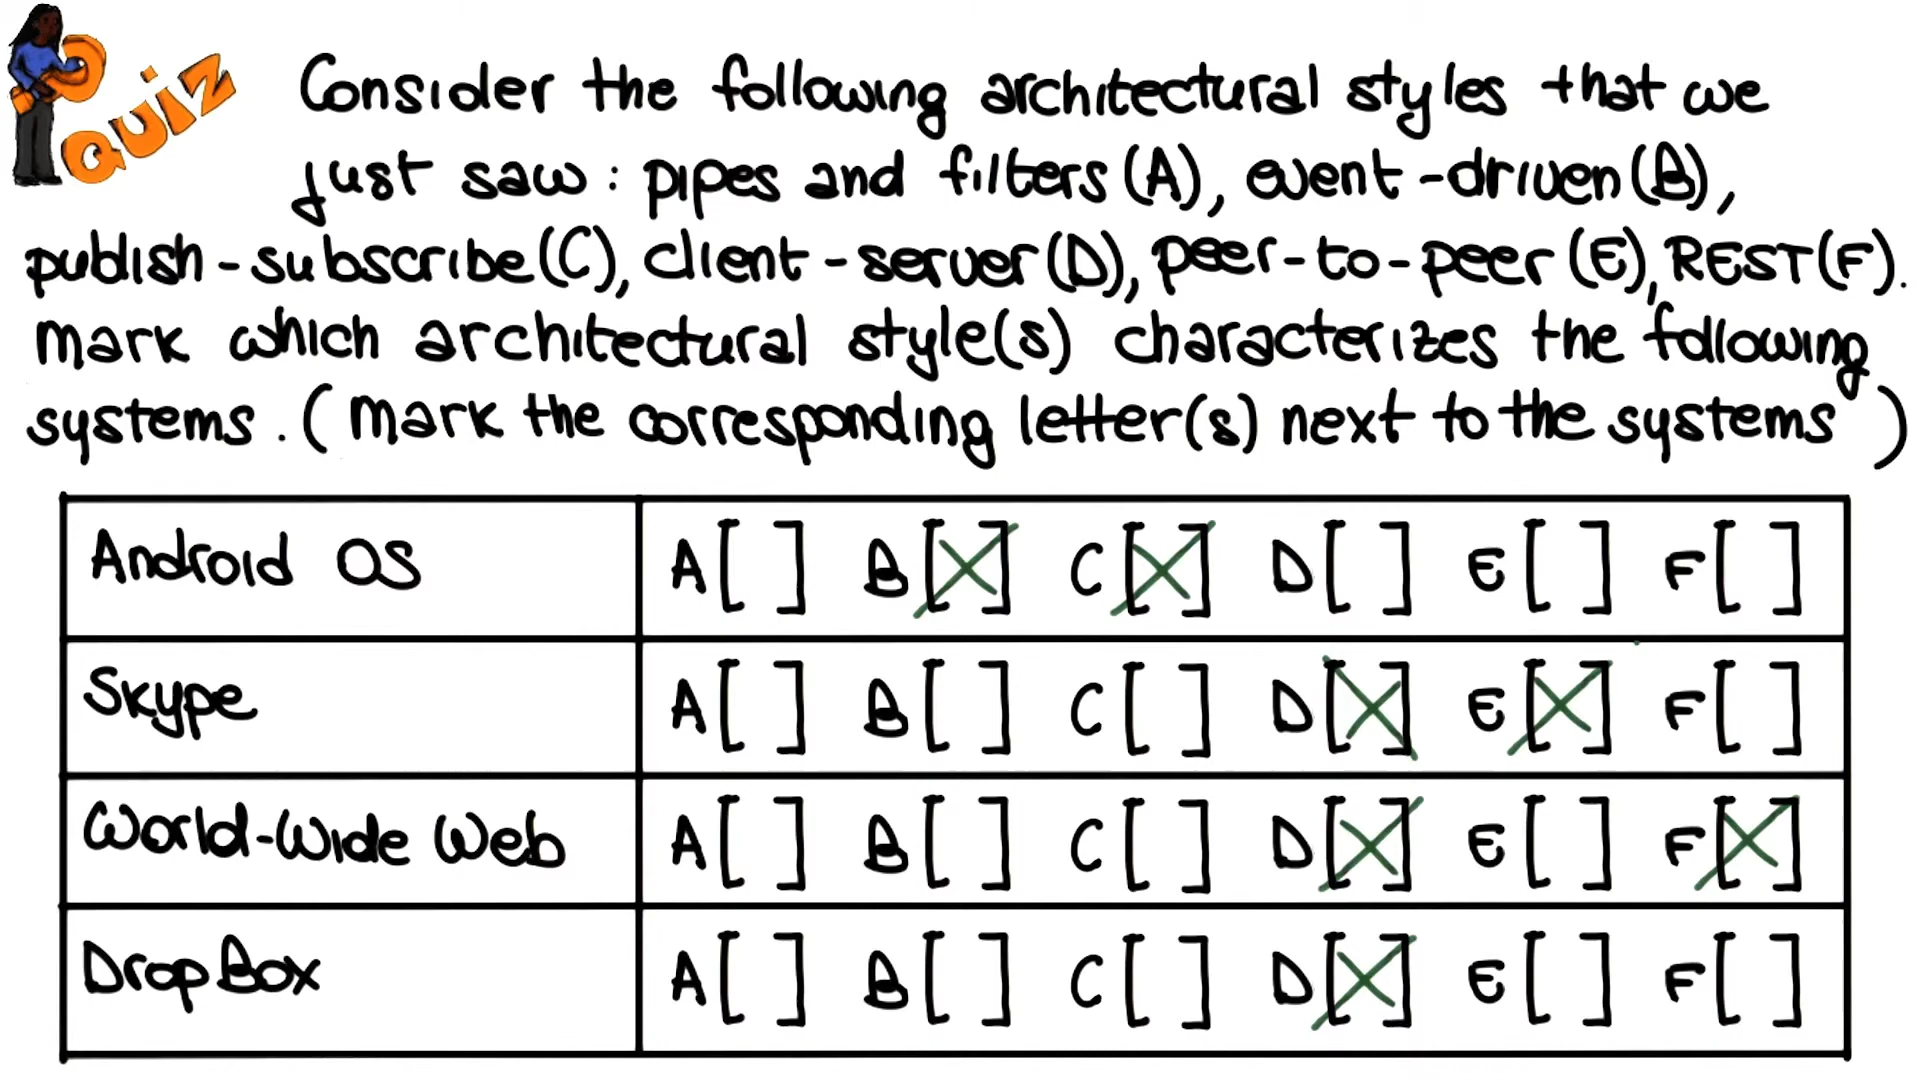 QUIZ
Consider the following architectural styles that we
just saw: pipes and filters (A), event-driven (B),
publish-subscribe (C), client-server (D), peer-to-peer (E), REST (F).
mark which architectural style(s) characterizes the following
systems. (mark the corresponding letter(s) next to the systems)
Android OS A[ ] B[X] C[X] D[ ] E[ ] F[ ]
Skype A[ ] B[ ] C[ ] D[X] E[X] F[ ]
World-Wide Web A[ ] B[ ] C[ ] D[X] E[ ] F[X]
DropBox A[ ] B[ ] C[ ] D[X] E[ ] F[ ]